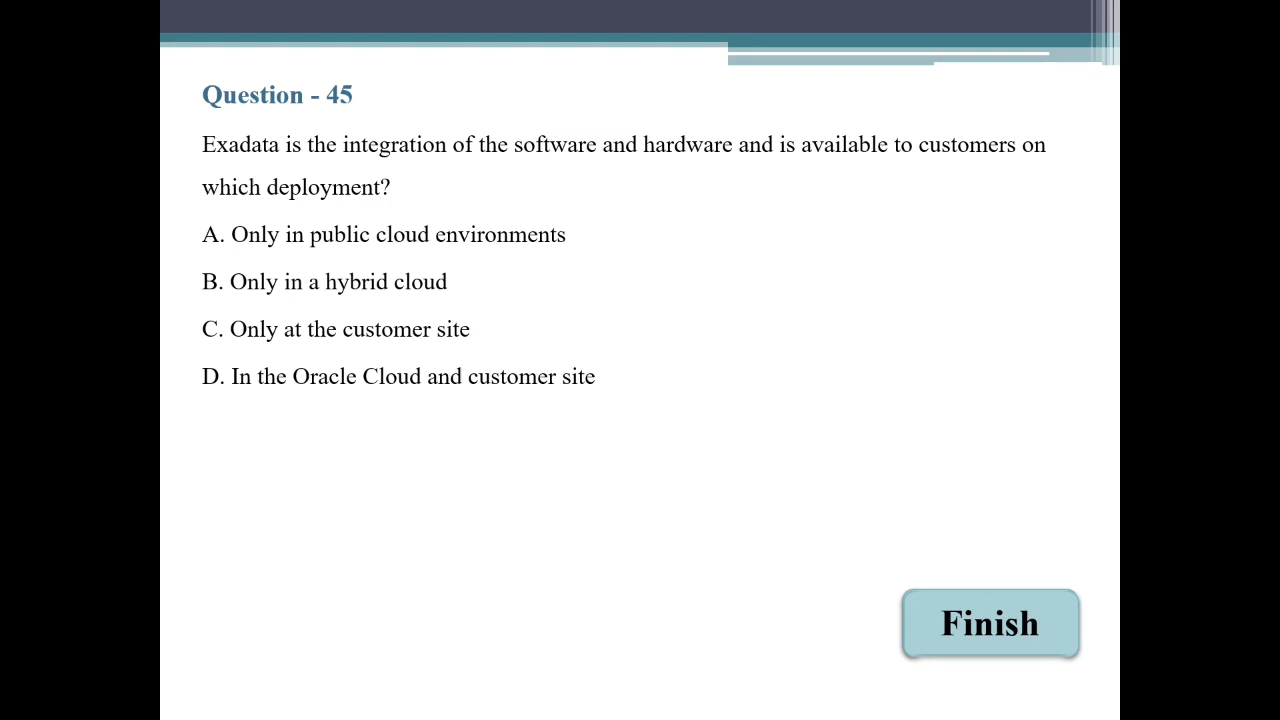 Question - 45
Exadata is the integration of the software and hardware and is available to customers on
which deployment?
A. Only in public cloud environments
B. Only in a hybrid cloud
C. Only at the customer site
D. In the Oracle Cloud and customer site
Finish